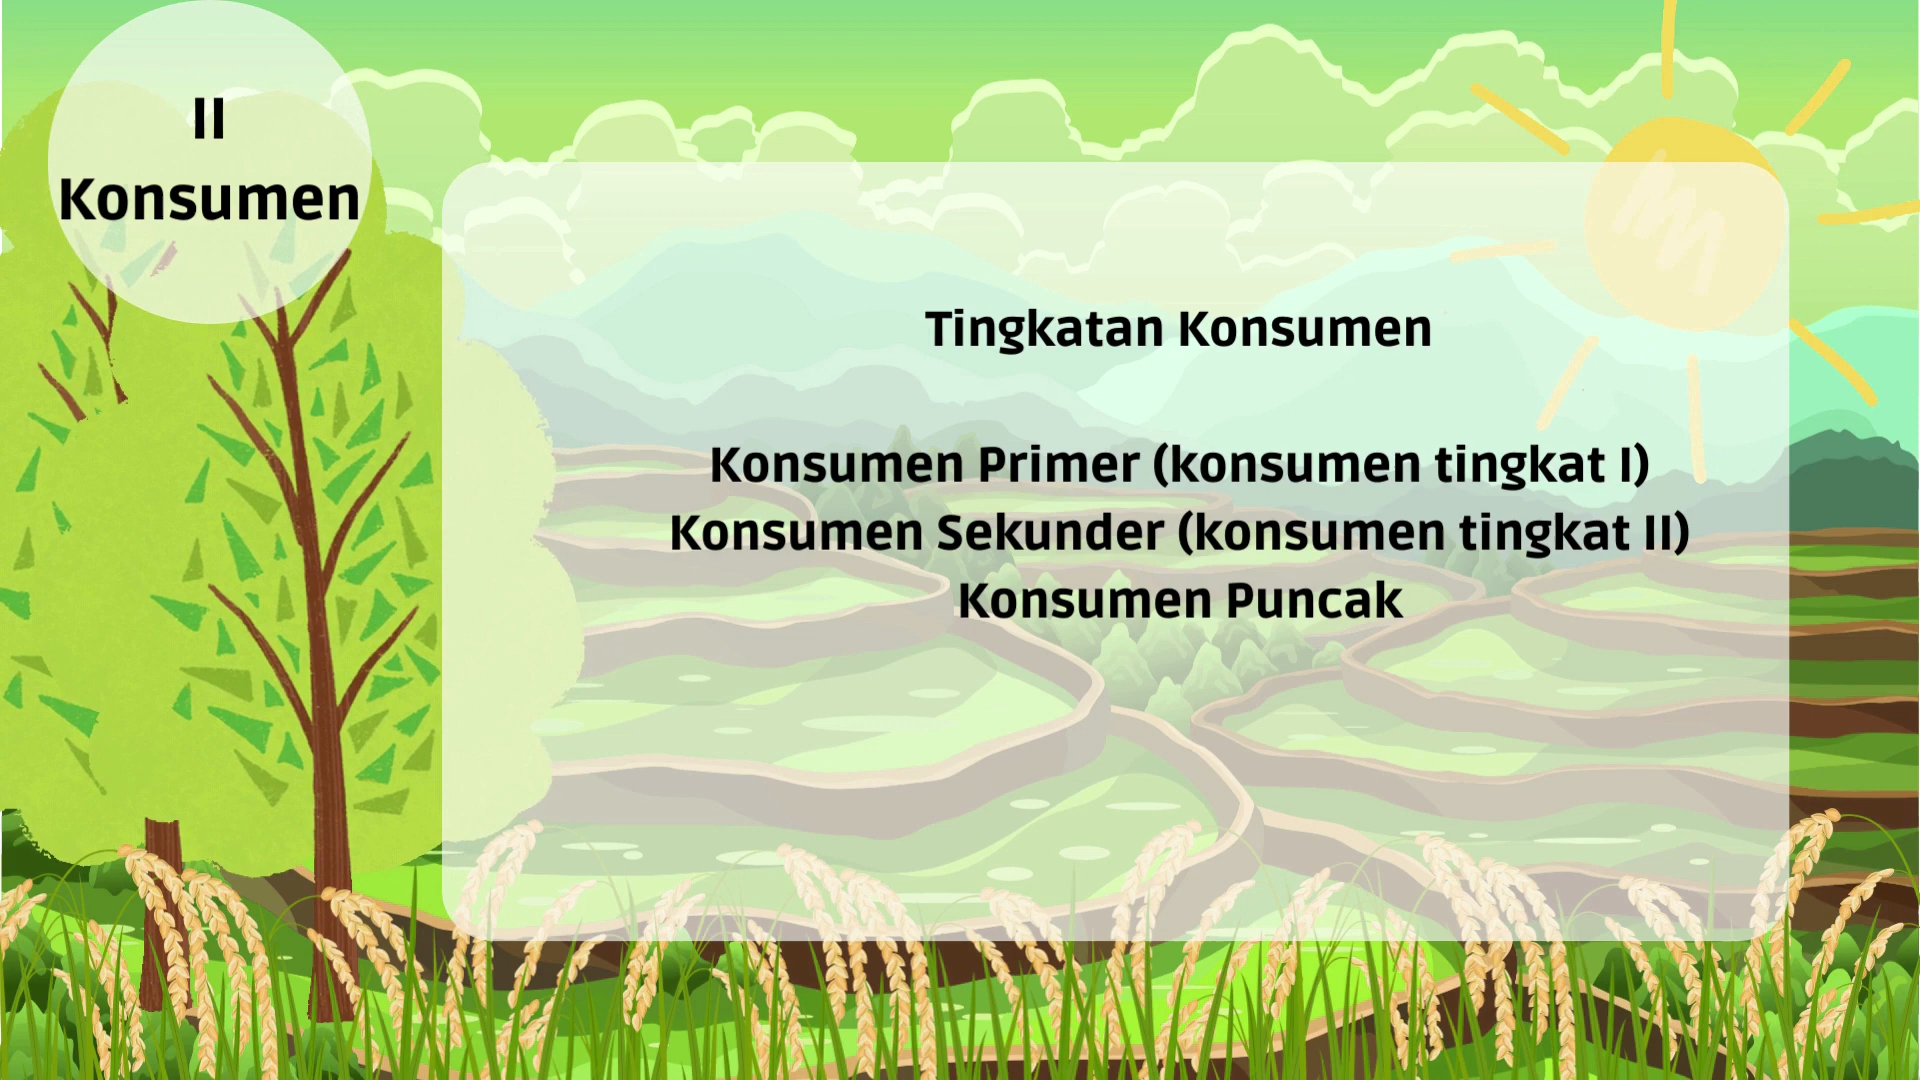 II
Konsumen
Tingkatan Konsumen
Konsumen Primer (konsumen tingkat I)
Konsumen Sekunder (konsumen tingkat II)
Konsumen Puncak